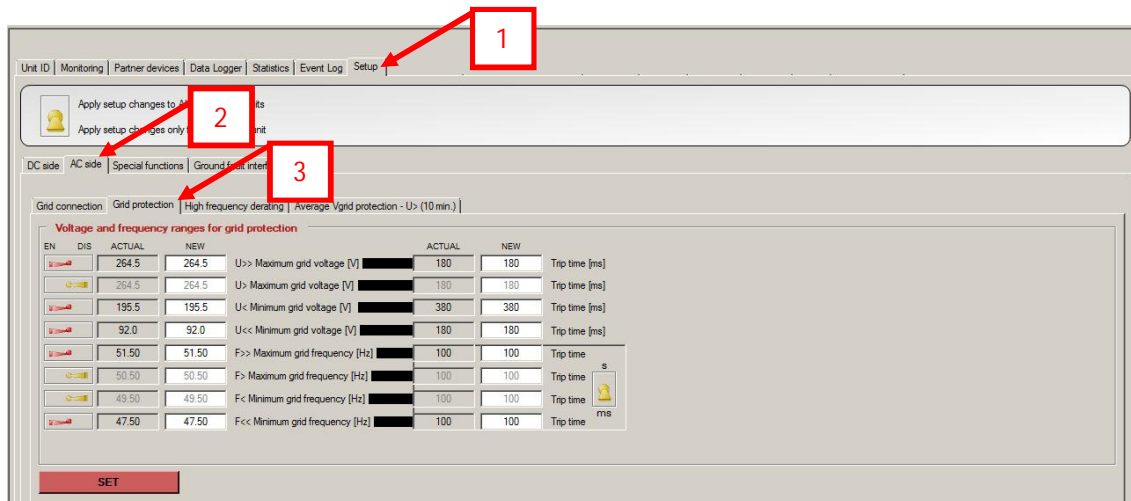 1
Unit ID Monitoring Partner devices Data Logger Statistics Event Log Setup
Apply setup changes to
2
Apply setup changes only
DC side AC side Special functions Ground fault
3
Grid connection Grid protection High frequency derating Average Vgrid protection - U> (10 min.)
Voltage and frequency ranges for grid protection
EN DIS ACTUAL NEW ACTUAL NEW
264.5 264.5 U>> Maximum grid voltage [V] 180 180 Trip time [ms]
264.5 264.5 U> Maximum grid voltage [V] 180 180 Trip time [ms]
195.5 195.5 U< Minimum grid voltage [V] 380 380 Trip time [ms]
92.0 92.0 U<< Minimum grid voltage [V] 180 180 Trip time [ms]
51.50 51.50 F>> Maximum grid frequency [Hz] 100 100 Trip time
s
50.50 50.50 F> Maximum grid frequency [Hz] 100 100 Trip time
49.50 49.50 F< Minimum grid frequency [Hz] 100 100 Trip time
ms
47.50 47.50 F<< Minimum grid frequency [Hz] 100 100 Trip time
SET